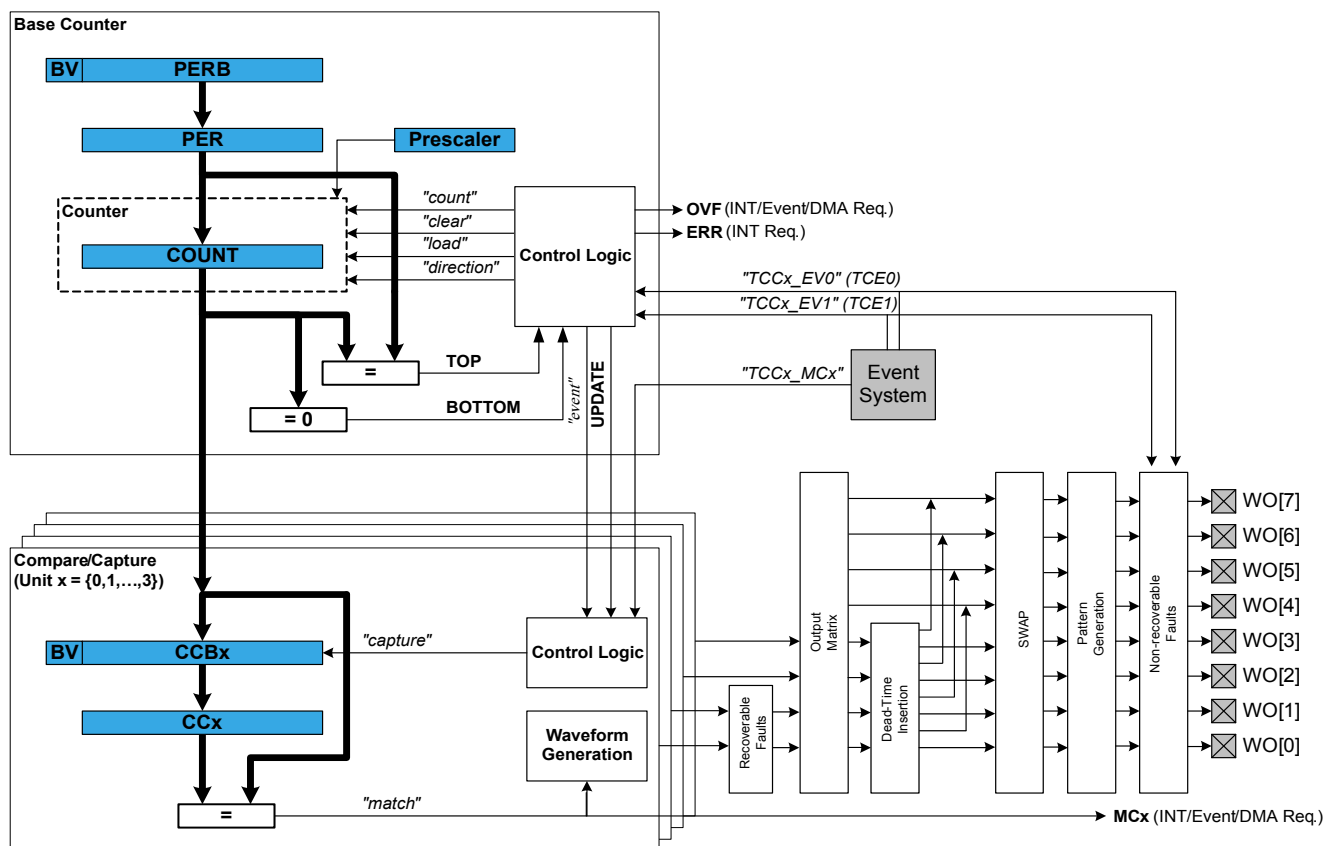 Base Counter
BV PERB
PER
Prescaler
Counter
COUNT
"count"
"clear"
"load"
"direction"
Control Logic
OVF (INT/Event/DMA Req.)
ERR (INT Req.)
"TCCx_EV0" (TCE0)
"TCCx_EV1" (TCE1)
"TCCx_MCx"
Event
System
=
TOP
= 0
BOTTOM
"event"
UPDATE
Compare/Capture
(Unit x = {0,1,…,3})
BV CCBx
"capture"
Control Logic
CCx
Waveform
Generation
=
"match"
Recoverable
Faults
Output
Matrix
Dead-Time
Insertion
SWAP
Pattern
Generation
Non-recoverable
Faults
WO[7]
WO[6]
WO[5]
WO[4]
WO[3]
WO[2]
WO[1]
WO[0]
MCx (INT/Event/DMA Req.)